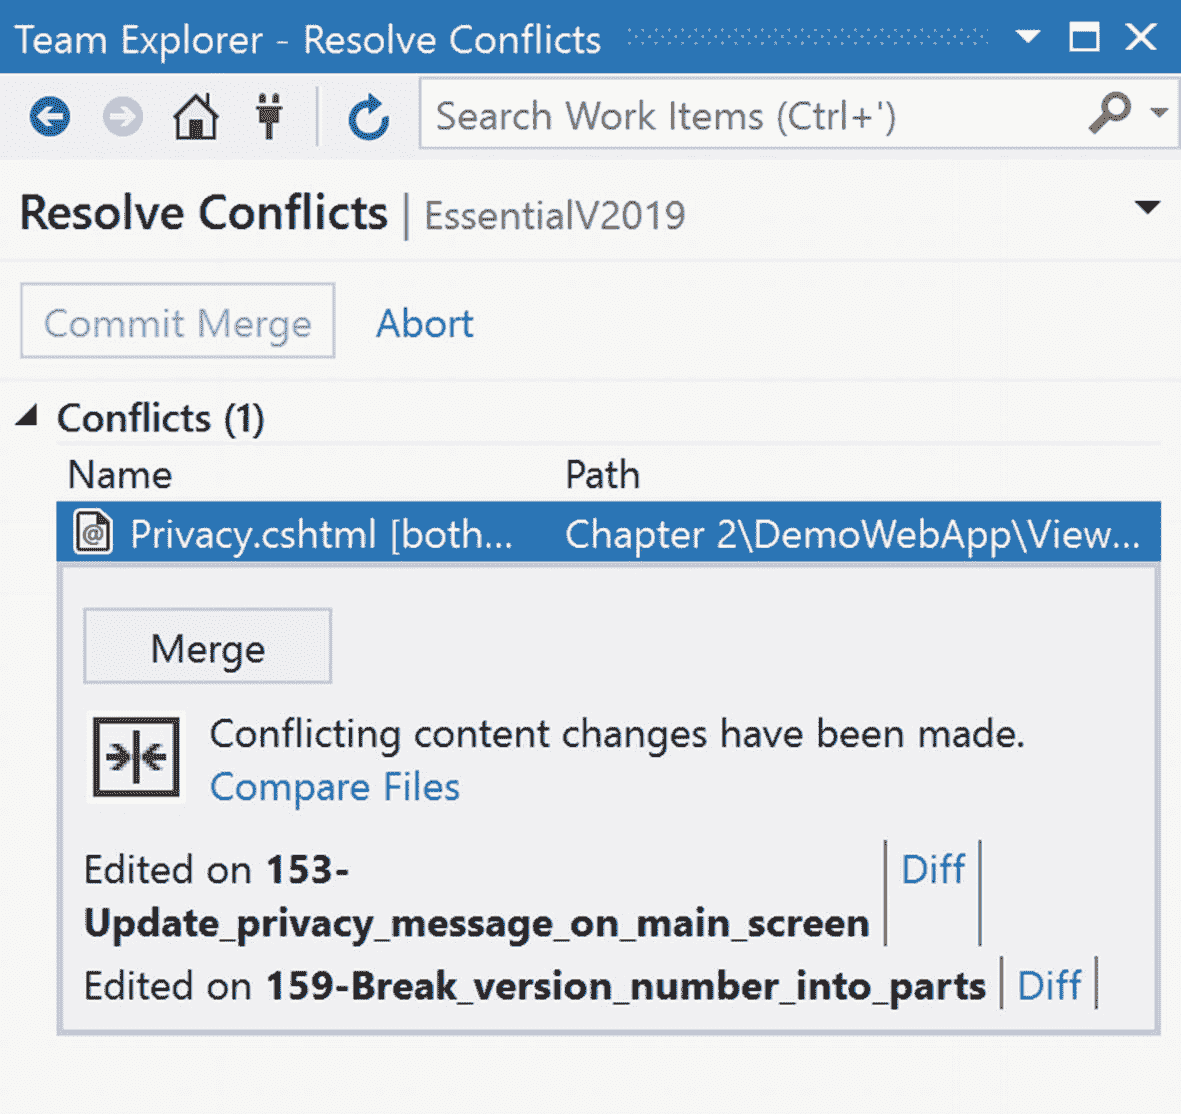 Team Explorer - Resolve Conflicts
Search Work Items (Ctrl+')
Resolve Conflicts | EssentialV2019
Commit Merge Abort
Conflicts (1)
Name Path
Privacy.cshtml [both... Chapter 2\DemoWebApp\View...
Merge
Conflicting content changes have been made.
Compare Files
Edited on 153- Diff
Update_privacy_message_on_main_screen
Edited on 159-Break_version_number_into_parts Diff